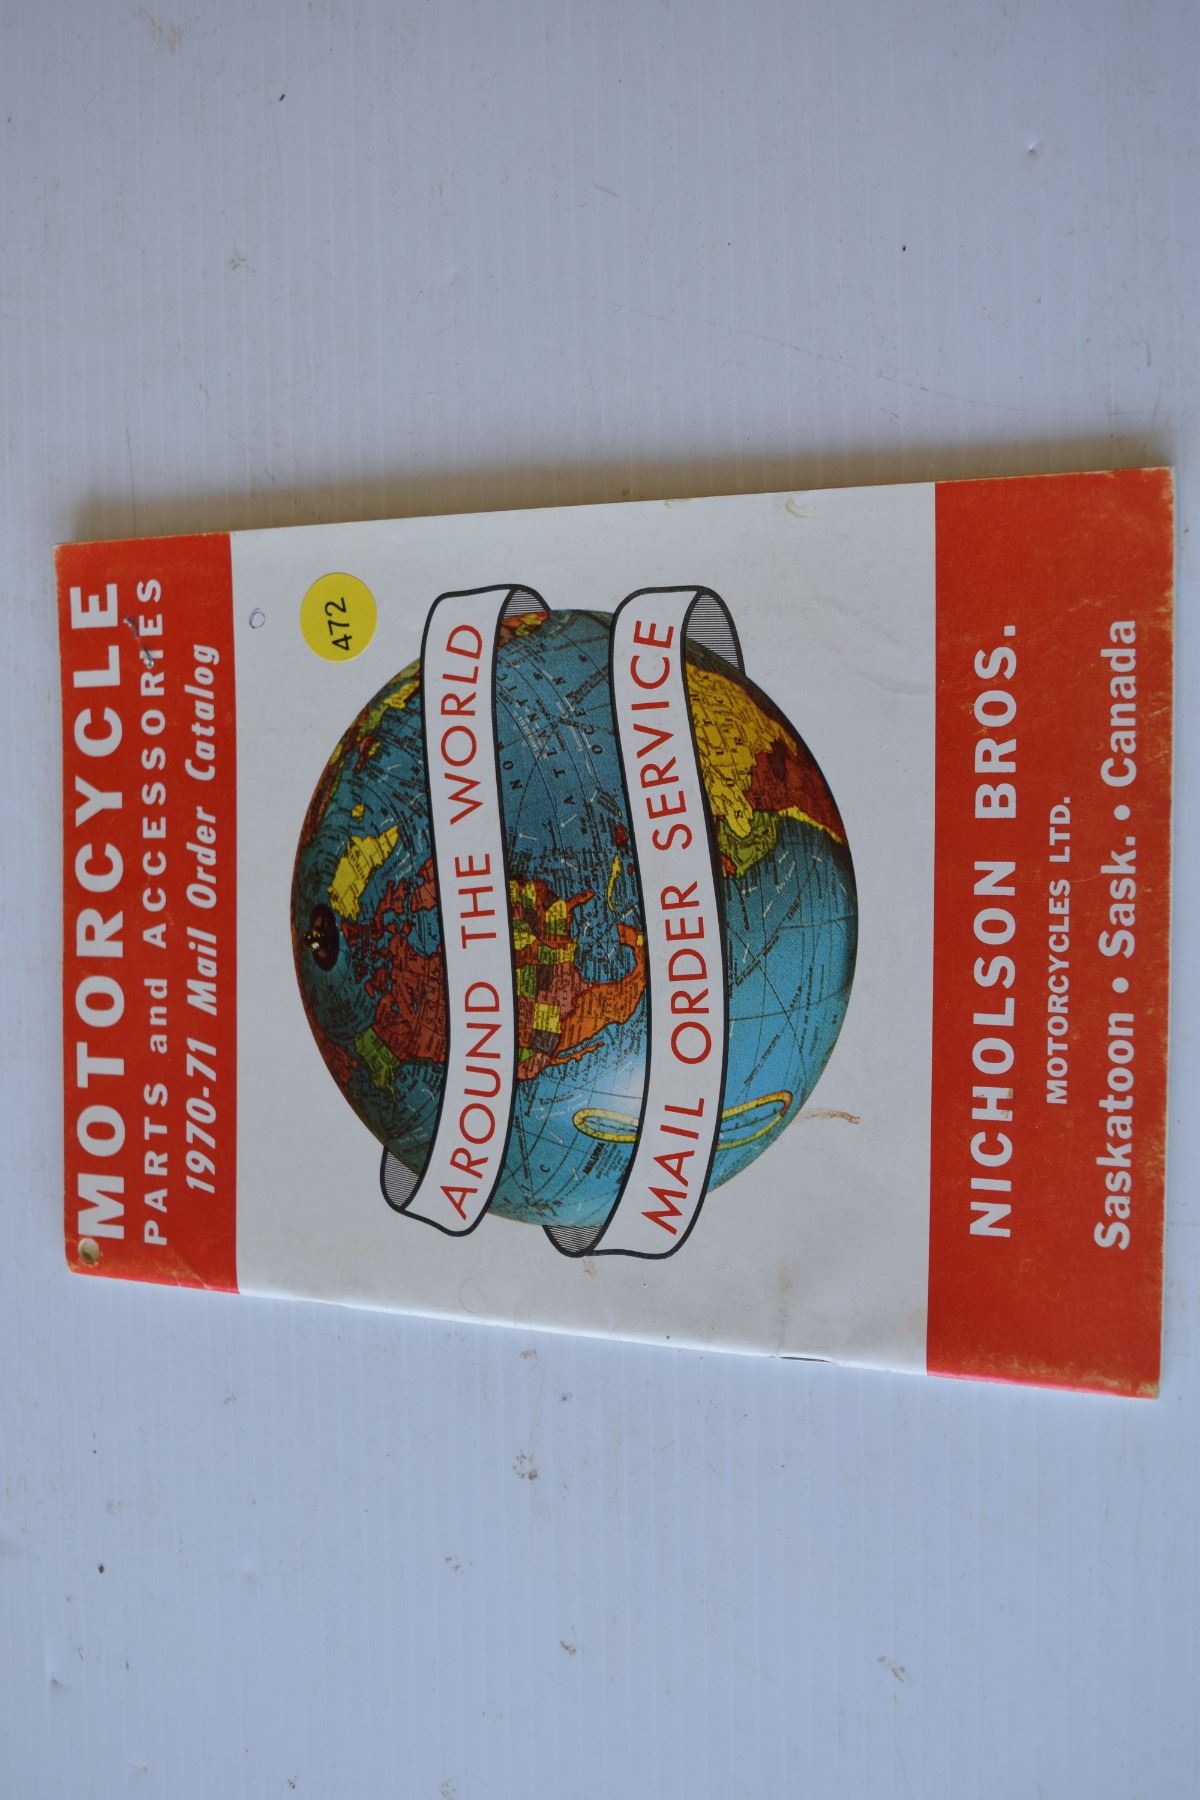 MOTORCYCLE
PARTS and ACCESSORIES
1970-71 Mail Order Catalog
472
AROUND THE WORLD
MAIL ORDER SERVICE
NICHOLSON BROS.
MOTORCYCLES LTD.
Saskatoon • Sask. • Canada